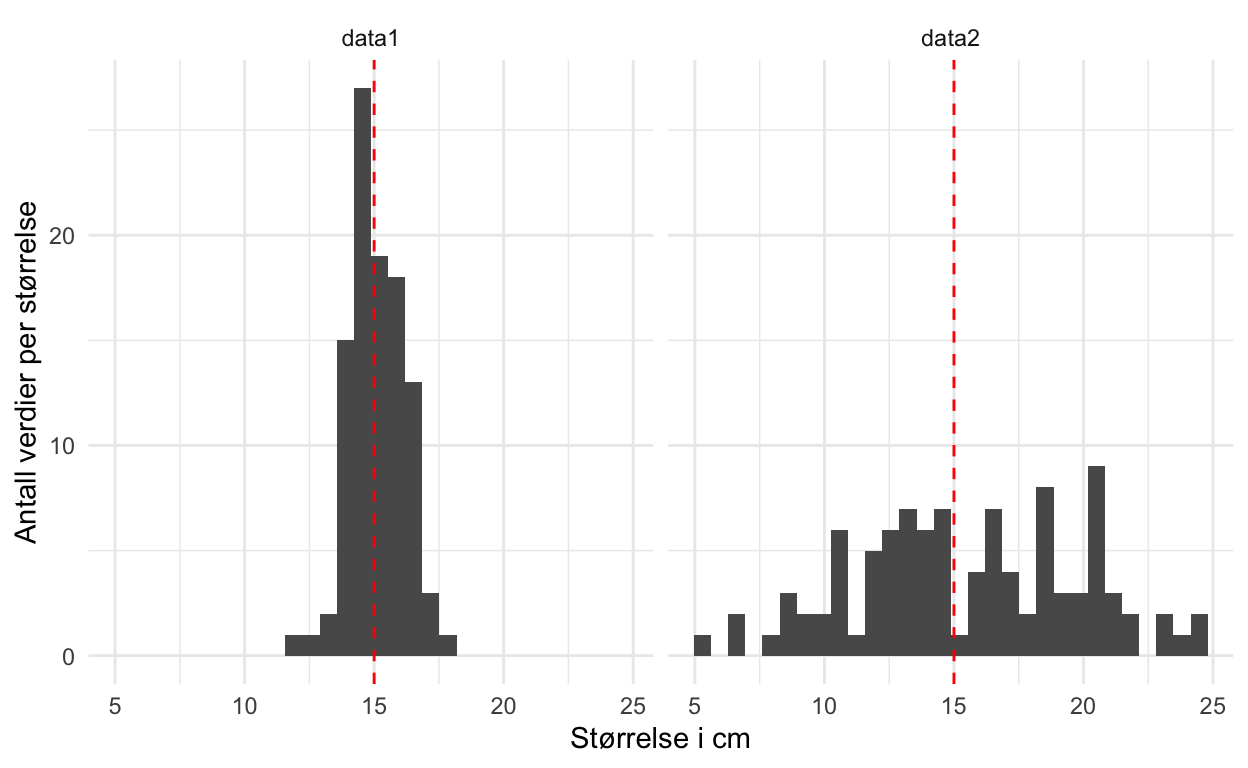 data1 data2
Antall verdier per størrelse
20
10
0
5 10 15 20 25 5 10 15 20 25
Størrelse i cm